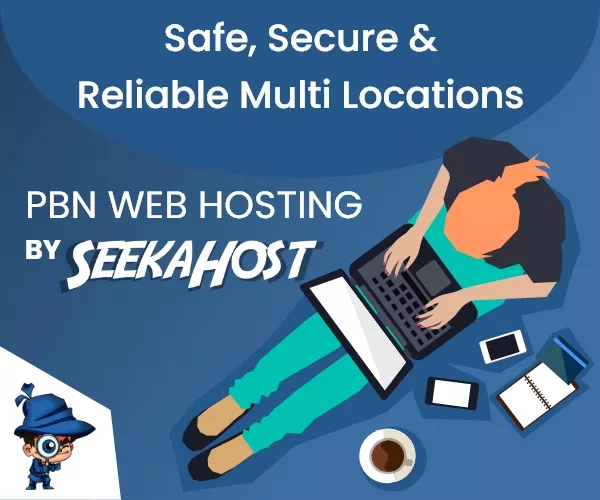 Safe, Secure &
Reliable Multi Locations
PBN WEB HOSTING
BY SEEKAHOST